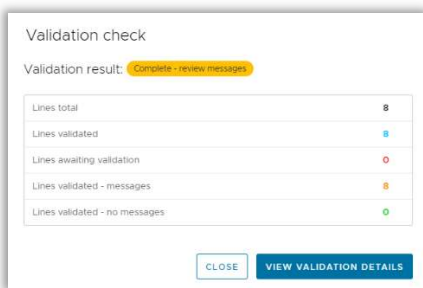 Validation check
Validation result: Complete - review messages
Lines total 8
Lines validated 8
Lines awaiting validation 0
Lines validated - messages 8
Lines validated - no messages 0
CLOSE VIEW VALIDATION DETAILS